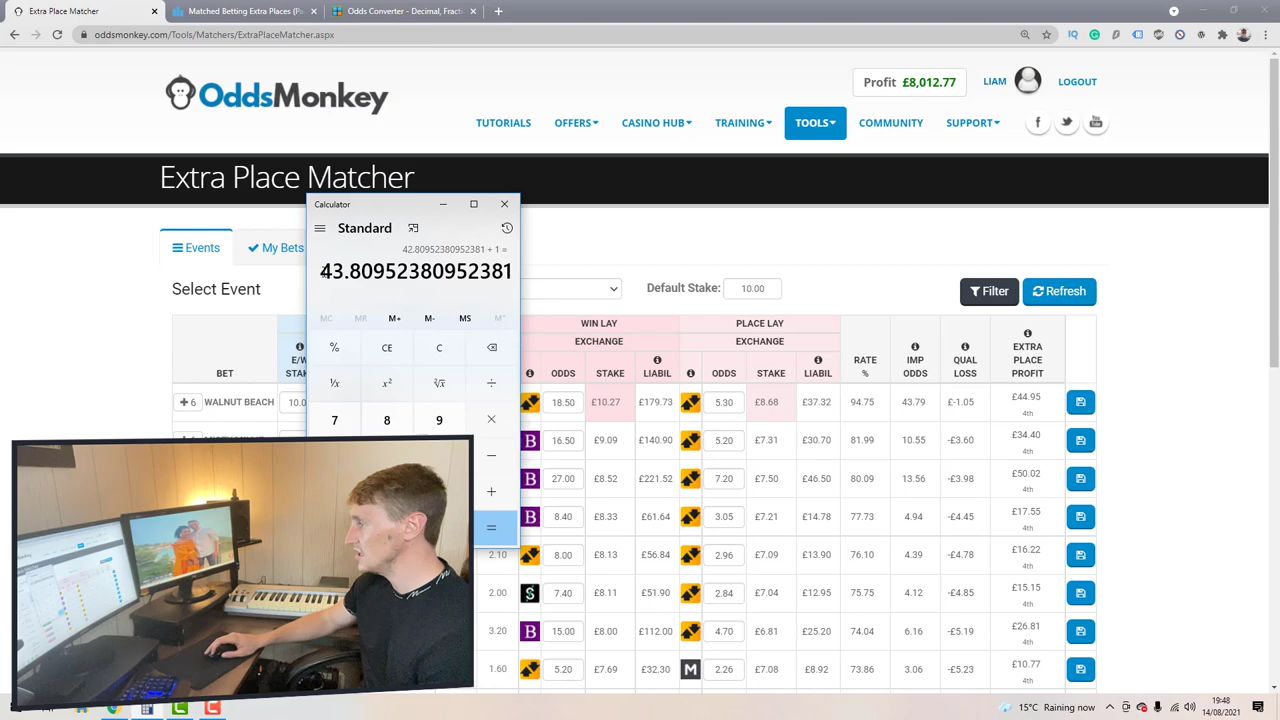 Extra Place Matcher
Matched Betting Places (P
Odds Converter - Decimal, Fract
oddsmonkey.com/Tools/Matchers/ExtraPlaceMatcher.aspx
OddsMonkey
Profit £8,012.77
LIAM
LOGOUT
TUTORIALS
OFFERS
CASINO HUB
TRAINING
TOOLS
COMMUNITY
SUPPORT
Extra Place Matcher
Calculator
Standard
42.80952380952381 + 1 =
43.80952380952381
MC MR M+ M- MS M˅
% CE C
⅟x x² ²√x ÷
7 8 9 ×
−
+
=
Events
My Bets
Select Event
Default Stake: 10.00
Filter
Refresh
WIN LAY PLACE LAY
EXCHANGE EXCHANGE
BET E/W STAK ODDS STAKE LIABIL ODDS STAKE LIABIL RATE % IMP ODDS QUAL LOSS EXTRA PLACE PROFIT
6 WALNUT BEACH 10.0 18.50 £10.27 £179.73 5.30 £8.68 £37.32 94.75 43.79 £-1.05 £44.95 4th
16.50 £9.09 £140.90 5.20 £7.31 £30.70 81.99 10.55 -£3.60 £34.40 4th
27.00 £8.52 £221.52 7.20 £7.50 £46.50 80.09 13.56 -£3.98 £50.02 4th
8.40 £8.33 £61.64 3.05 £7.21 £14.78 77.73 4.94 -£4.45 £17.55 4th
2.10 8.00 £8.13 £56.84 2.96 £7.09 £13.90 76.10 4.39 -£4.78 £16.22 4th
2.00 7.40 £8.11 £51.90 2.84 £7.04 £12.95 75.75 4.12 -£4.85 £15.15 4th
3.20 15.00 £8.00 £112.00 4.70 £6.81 £25.20 74.04 6.16 -£5.19 £26.81 4th
1.60 5.20 £7.69 £32.30 2.26 £7.08 £8.92 73.86 3.06 -£5.23 £10.77 4th
15°C Raining now
19:48
14/08/2021